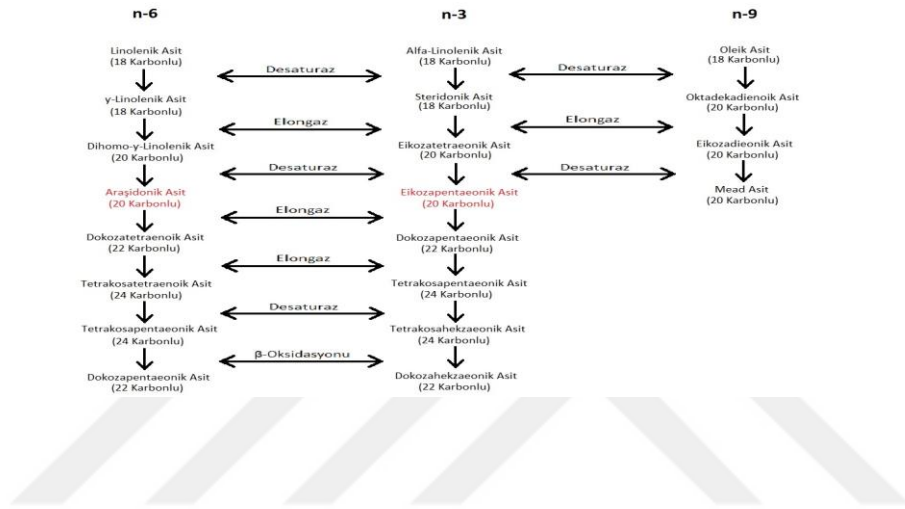 n-6
n-3
n-9
Linolenik Asit
(18 Karbonlu)
Desaturaz
Alfa-Linolenik Asit
(18 Karbonlu)
Desaturaz
Oleik Asit
(18 Karbonlu)
y-Linolenik Asit
(18 Karbonlu)
Elongaz
Steridonik Asit
(18 Karbonlu)
Elongaz
Oktadekadienoik Asit
(20 Karbonlu)
Dihomo-y-Linolenik Asit
(20 Karbonlu)
Desaturaz
Eikozatetraeonik Asit
(20 Karbonlu)
Desaturaz
Eikozadieonik Asit
(20 Karbonlu)
Araşidonik Asit
(20 Karbonlu)
Elongaz
Eikozapentaeonik Asit
(20 Karbonlu)
Mead Asit
(20 Karbonlu)
Dokozatetraenoik Asit
(22 Karbonlu)
Elongaz
Dokozapentaeonik Asit
(22 Karbonlu)
Tetrakosatetraenoik Asit
(24 Karbonlu)
Desaturaz
Tetrakosapentaeonik Asit
(24 Karbonlu)
Tetrakosapentaeonik Asit
(24 Karbonlu)
β-Oksidasyonu
Tetrakosahekzaeonik Asit
(24 Karbonlu)
Dokozapentaeonik Asit
(22 Karbonlu)
Dokozahekzaeonik Asit
(22 Karbonlu)